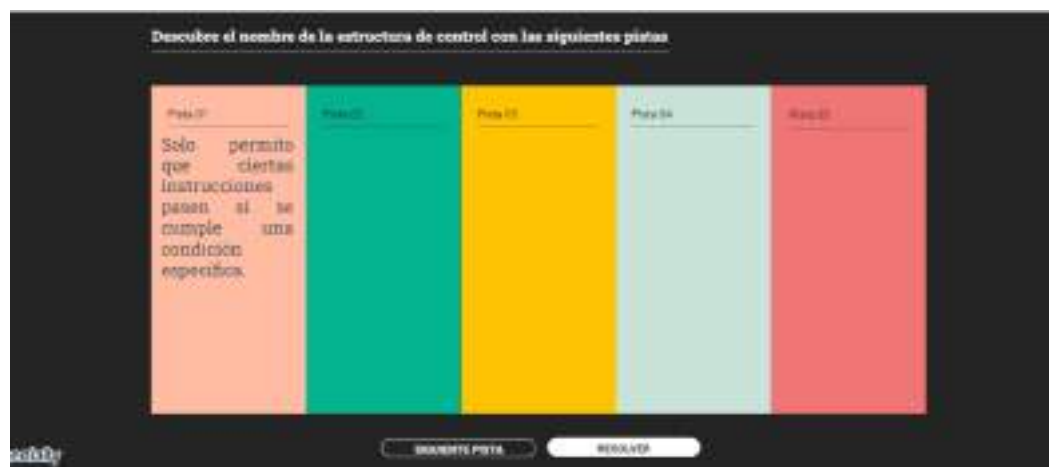 Descubre el nombre de la estructura de control con las siguientes pistas
Pista 01
Pista 02
Pista 03
Pista 04
Pista 05
Solo permito
que ciertas
instrucciones
pasen si se
cumple una
condición
específica.
SIGUIENTE PISTA
RESOLVER